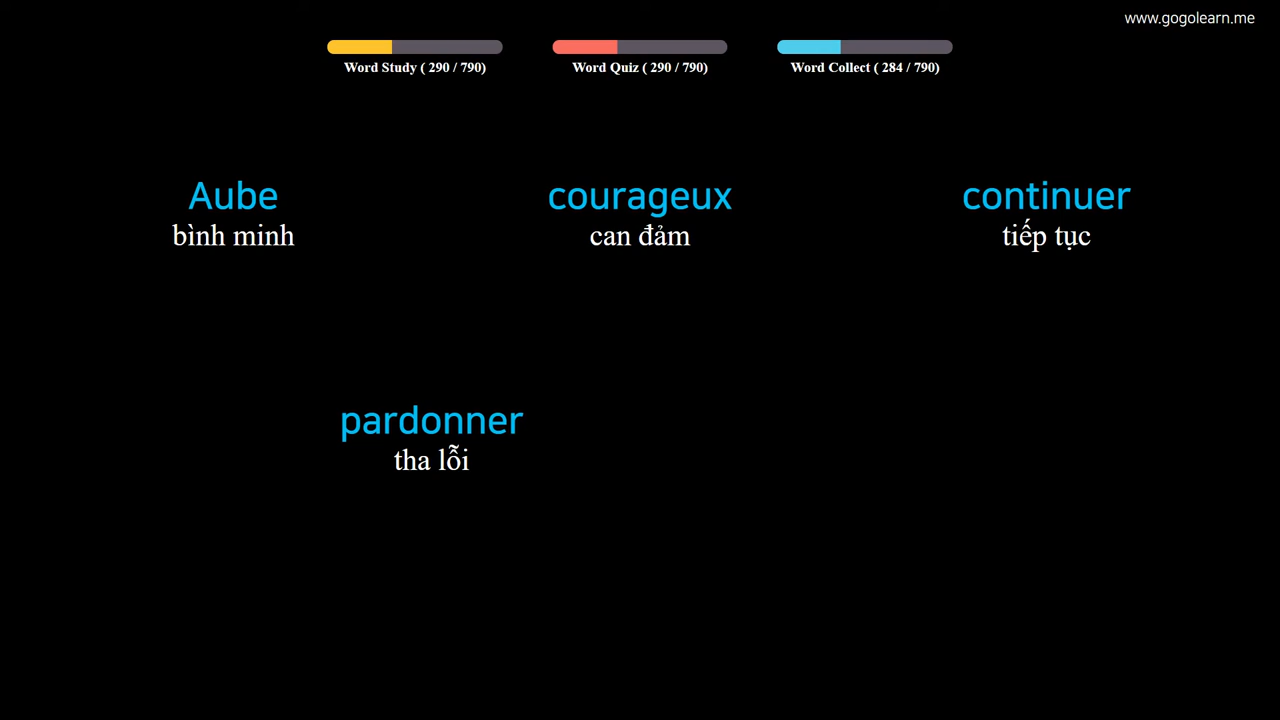 www.gogolearn.me
Word Study ( 290 / 790)
Word Quiz ( 290 / 790)
Word Collect ( 284 / 790)
Aube
bình minh
courageux
can đảm
continuer
tiếp tục
pardonner
tha lỗi